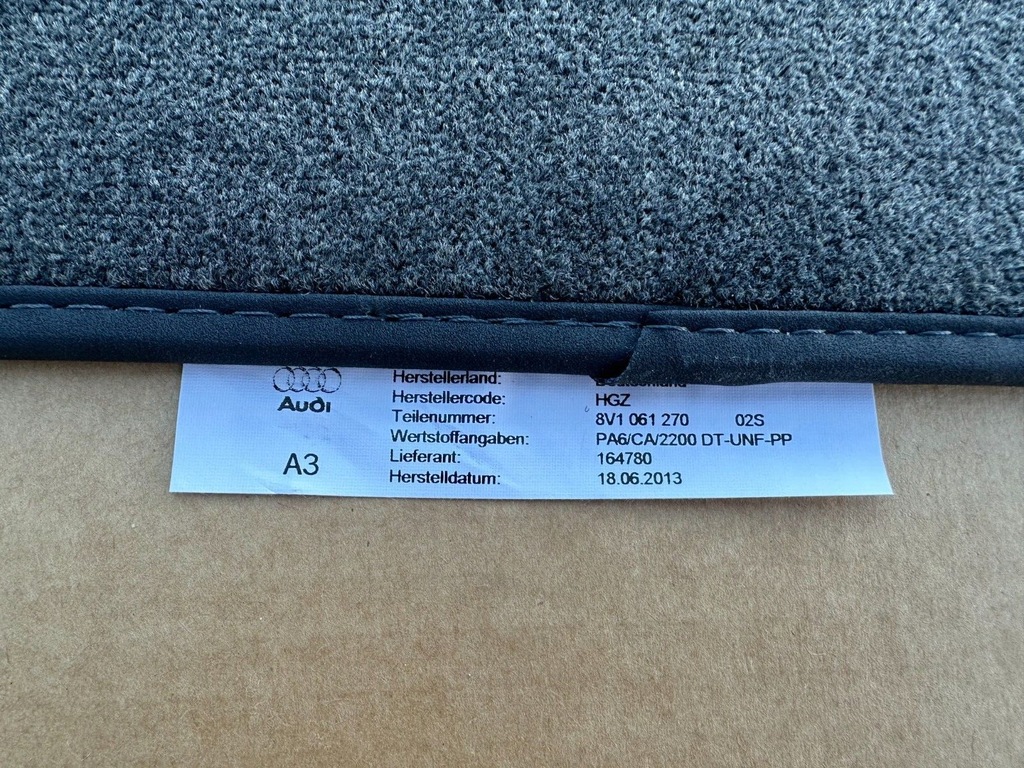 Herstellerland: Deutschland
Audi
Herstellercode: HGZ
Teilenummer: 8V1 061 270 02S
Wertstoffangaben: PA6/CA/2200 DT-UNF-PP
A3
Lieferant: 164780
Herstelldatum: 18.06.2013